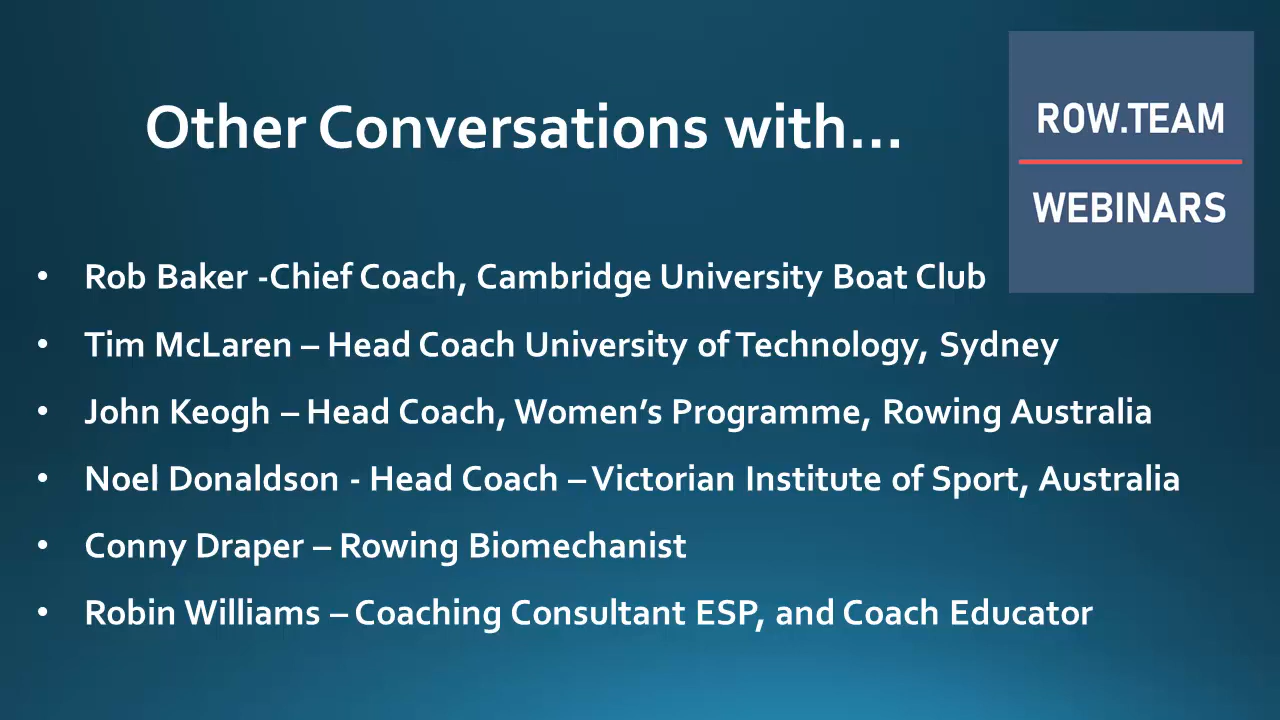 Other Conversations with...
ROW.TEAM
WEBINARS
• Rob Baker -Chief Coach, Cambridge University Boat Club
• Tim McLaren – Head Coach University of Technology, Sydney
• John Keogh – Head Coach, Women’s Programme, Rowing Australia
• Noel Donaldson - Head Coach – Victorian Institute of Sport, Australia
• Conny Draper – Rowing Biomechanist
• Robin Williams – Coaching Consultant ESP, and Coach Educator